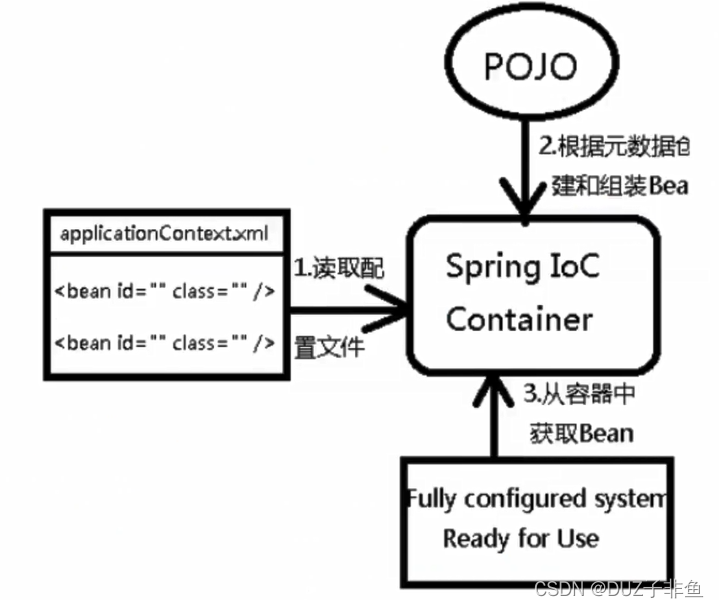 POJO
2.根据元数据创
建和组装Bea
applicationContext.xml
<bean id="" class="" />
<bean id="" class="" />
1.读取配
置文件
Spring IoC
Container
3.从容器中
获取Bean
Fully configured system
Ready for Use
CSDN @DUZ子非鱼